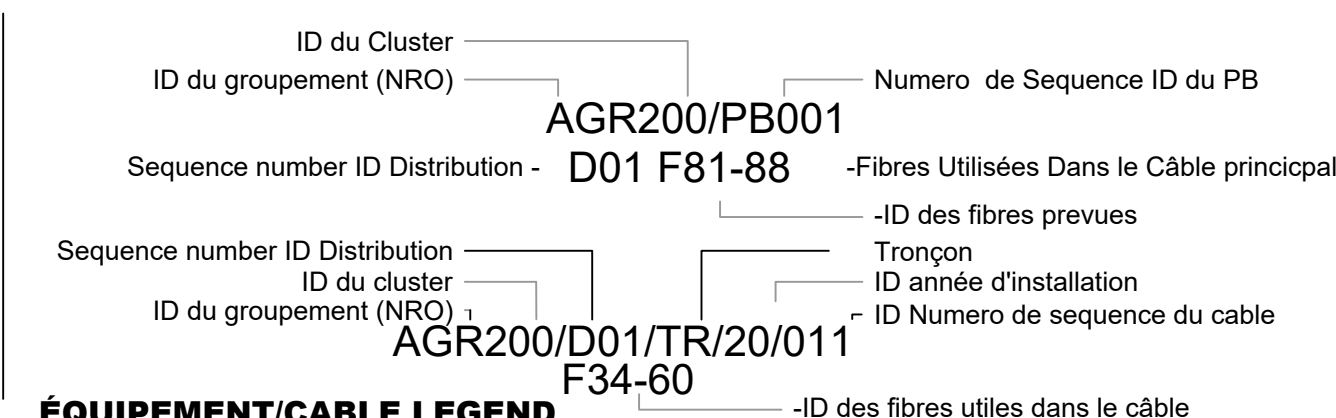 ID du Cluster
ID du groupement (NRO)
Numero de Sequence ID du PB
AGR200/PB001
Sequence number ID Distribution - D01 F81-88 -Fibres Utilisées Dans le Câble princicpal
-ID des fibres prevues
Sequence number ID Distribution
Tronçon
ID du cluster
ID année d'installation
ID du groupement (NRO)
ID Numero de sequence du cable
AGR200/D01/TR/20/011
F34-60
ÉQUIPEMENT/CABLE LEGEND
-ID des fibres utiles dans le câble